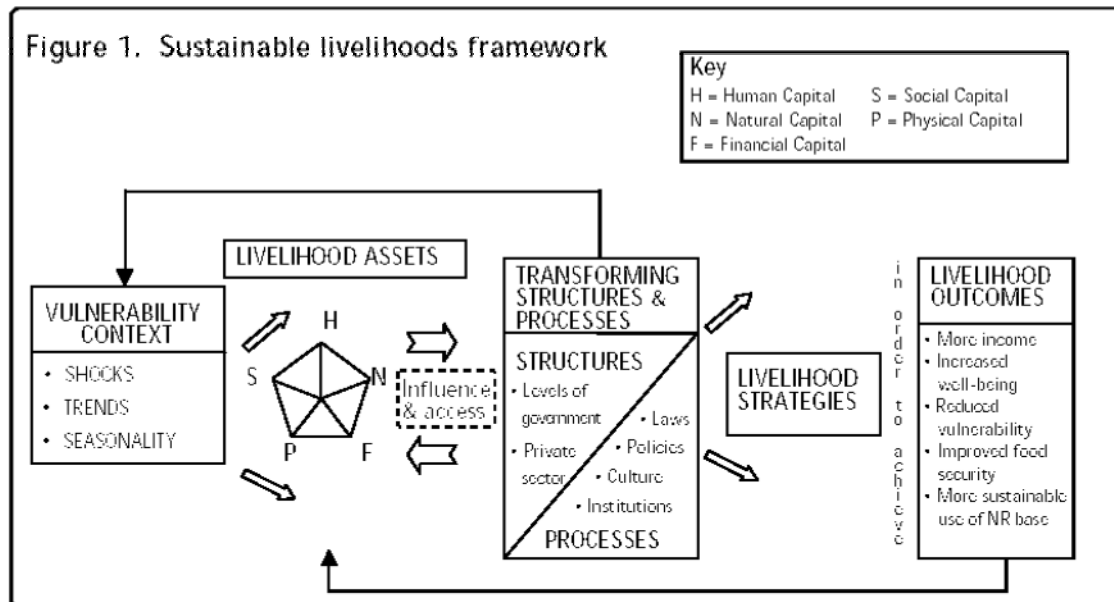 Figure 1. Sustainable livelihoods framework
Key
H = Human Capital S = Social Capital
N = Natural Capital P = Physical Capital
F = Financial Capital
LIVELIHOOD ASSETS
VULNERABILITY
CONTEXT
• SHOCKS
• TRENDS
• SEASONALITY
H
S
N
P
F
Influence
& access
TRANSFORMING
STRUCTURES &
PROCESSES
STRUCTURES
• Levels of
government
• Private
sector
• Laws
• Policies
• Culture
• Institutions
PROCESSES
LIVELIHOOD
STRATEGIES
in order to achieve
LIVELIHOOD
OUTCOMES
• More income
• Increased
well-being
• Reduced
vulnerability
• Improved food
security
• More sustainable
use of NR base